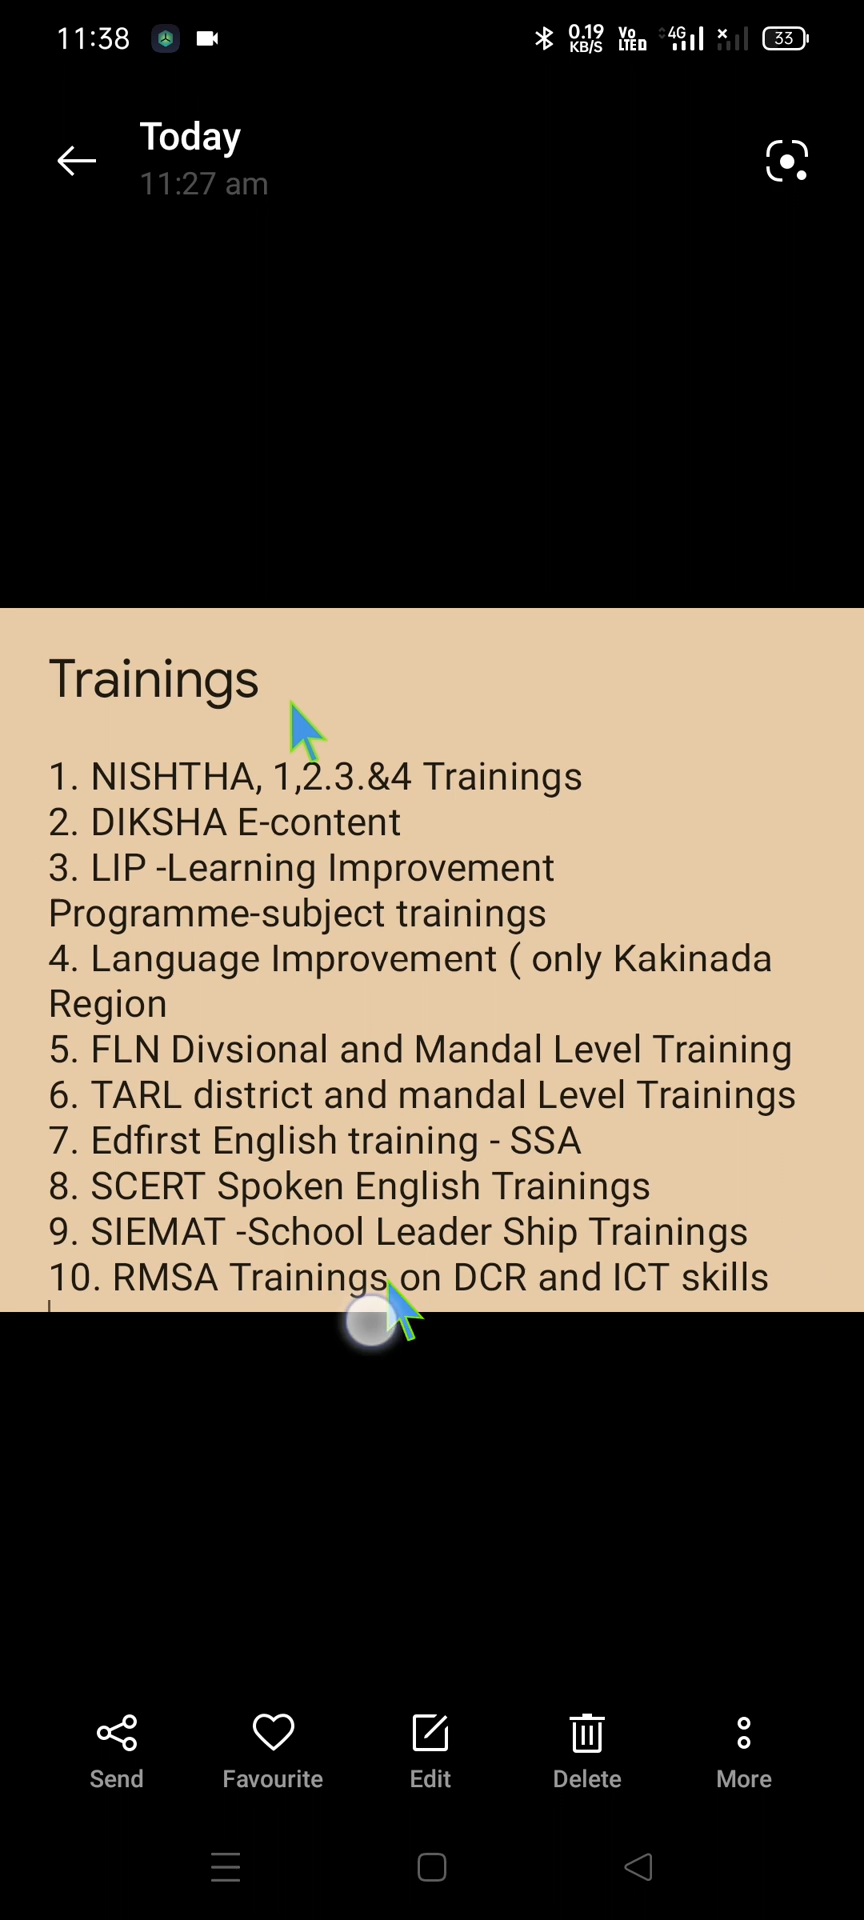 11:38
0.19
KB/S
Vo
LTE D
4G
33
Today
11:27 am
Trainings
1. NISHTHA, 1,2.3.&4 Trainings
2. DIKSHA E-content
3. LIP -Learning Improvement
Programme-subject trainings
4. Language Improvement ( only Kakinada
Region
5. FLN Divsional and Mandal Level Training
6. TARL district and mandal Level Trainings
7. Edfirst English training - SSA
8. SCERT Spoken English Trainings
9. SIEMAT -School Leader Ship Trainings
10. RMSA Trainings on DCR and ICT skills
Send Favourite Edit Delete More